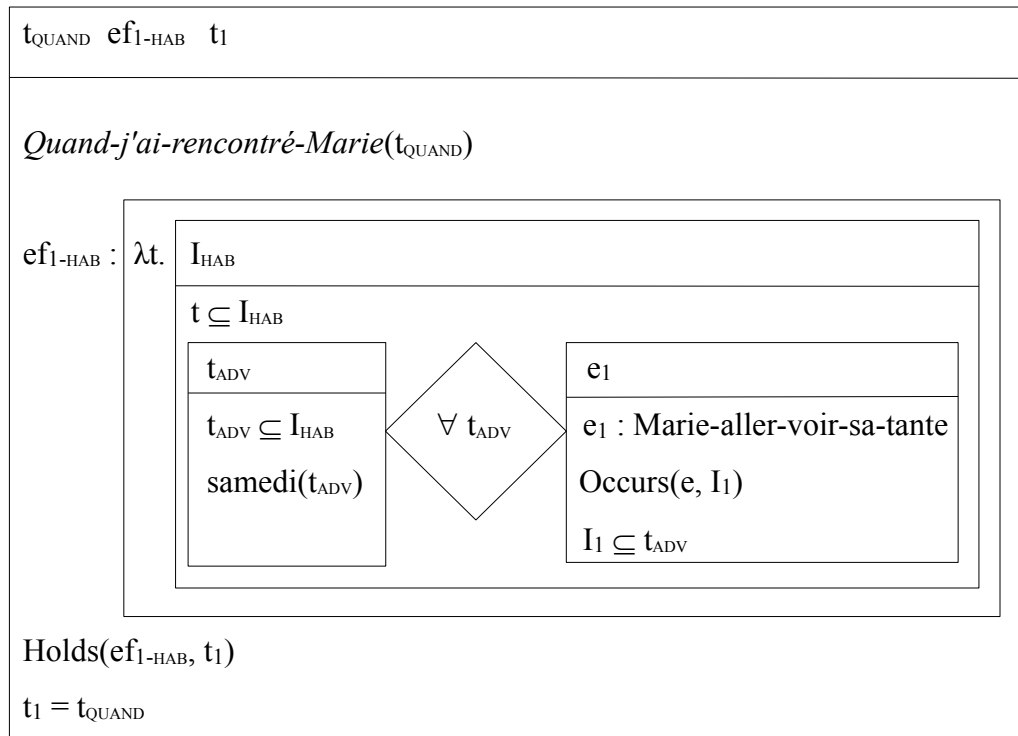 tQUAND ef1-HAB t1
Quand-j'ai-rencontré-Marie(tQUAND)
ef1-HAB : λt. IHAB
t ⊆ IHAB
tADV e1
tADV ⊆ IHAB ∀ tADV e1 : Marie-aller-voir-sa-tante
samedi(tADV) Occurs(e, I1)
I1 ⊆ tADV
Holds(ef1-HAB, t1)
t1 = tQUAND